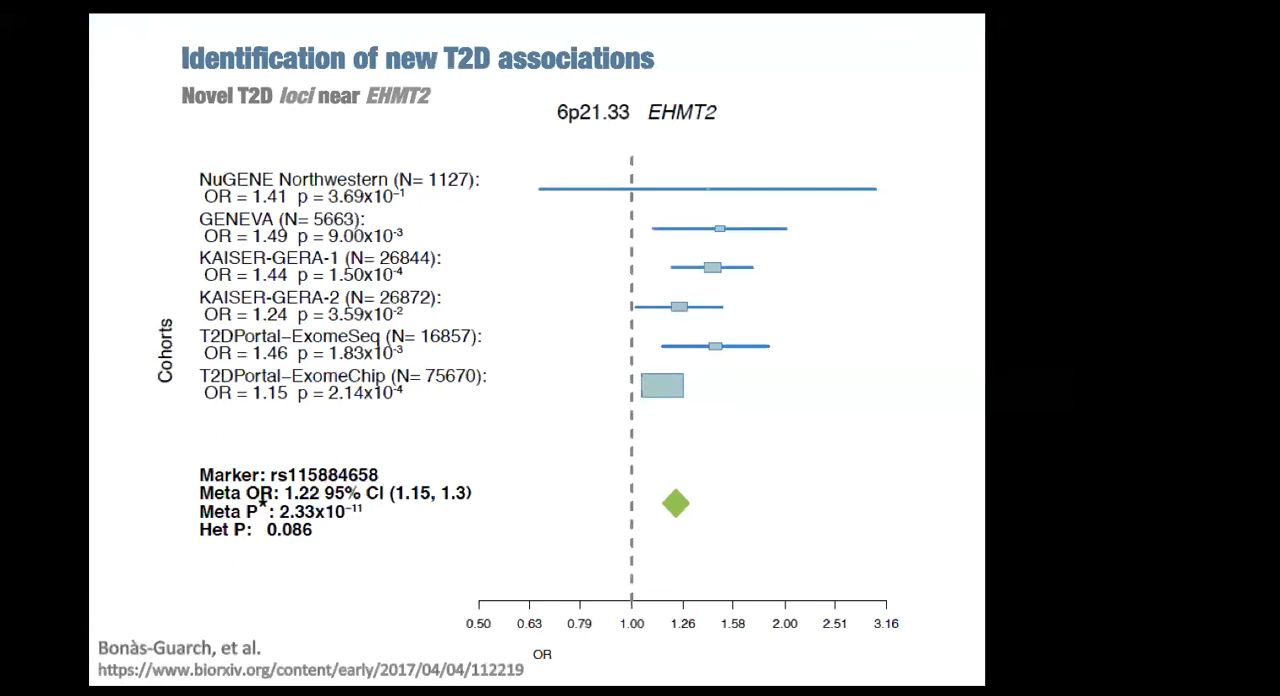 Identification of new T2D associations
Novel T2D loci near EHMT2
6p21.33 EHMT2
NuGENE Northwestern (N= 1127):
OR = 1.41 p = 3.69x10⁻¹
GENEVA (N= 5663):
OR = 1.49 p = 9.00x10⁻³
KAISER-GERA-1 (N= 26844):
OR = 1.44 p = 1.50x10⁻⁴
KAISER-GERA-2 (N= 26872):
OR = 1.24 p = 3.59x10⁻²
T2DPortal–ExomeSeq (N= 16857):
OR = 1.46 p = 1.83x10⁻³
T2DPortal–ExomeChip (N= 75670):
OR = 1.15 p = 2.14x10⁻⁴
Cohorts
Marker: rs115884658
Meta OR: 1.22 95% CI (1.15, 1.3)
Meta P*: 2.33x10⁻¹¹
Het P: 0.086
0.50 0.63 0.79 1.00 1.26 1.58 2.00 2.51 3.16
OR
Bonàs-Guarch, et al.
https://www.biorxiv.org/content/early/2017/04/04/112219